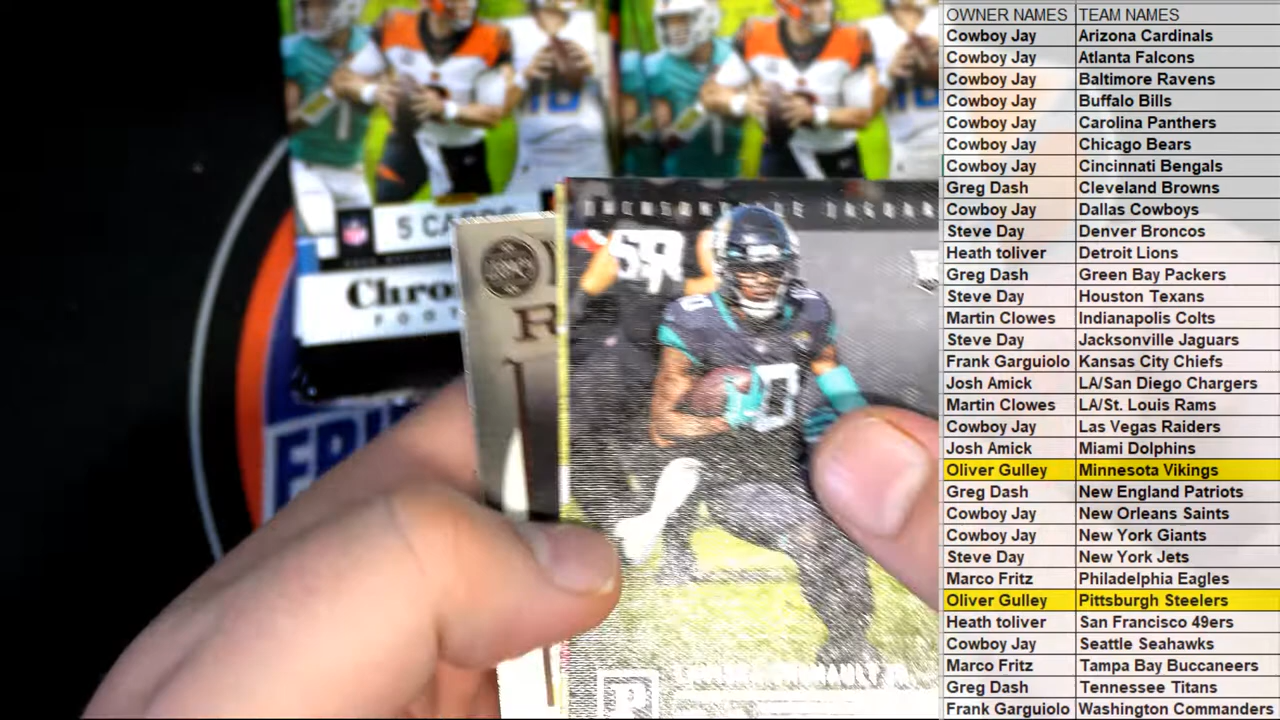 OWNER NAMES TEAM NAMES
Cowboy Jay Arizona Cardinals
Cowboy Jay Atlanta Falcons
Cowboy Jay Baltimore Ravens
Cowboy Jay Buffalo Bills
Cowboy Jay Carolina Panthers
Cowboy Jay Chicago Bears
Cowboy Jay Cincinnati Bengals
Greg Dash Cleveland Browns
Cowboy Jay Dallas Cowboys
Steve Day Denver Broncos
Heath toliver Detroit Lions
Greg Dash Green Bay Packers
Steve Day Houston Texans
Martin Clowes Indianapolis Colts
Steve Day Jacksonville Jaguars
Frank Garguiolo Kansas City Chiefs
Josh Amick LA/San Diego Chargers
Martin Clowes LA/St. Louis Rams
Cowboy Jay Las Vegas Raiders
Josh Amick Miami Dolphins
Oliver Gulley Minnesota Vikings
Greg Dash New England Patriots
Cowboy Jay New Orleans Saints
Cowboy Jay New York Giants
Steve Day New York Jets
Marco Fritz Philadelphia Eagles
Oliver Gulley Pittsburgh Steelers
Heath toliver San Francisco 49ers
Cowboy Jay Seattle Seahawks
Marco Fritz Tampa Bay Buccaneers
Greg Dash Tennessee Titans
Frank Garguiolo Washington Commanders
NFL
5 CA
Chro